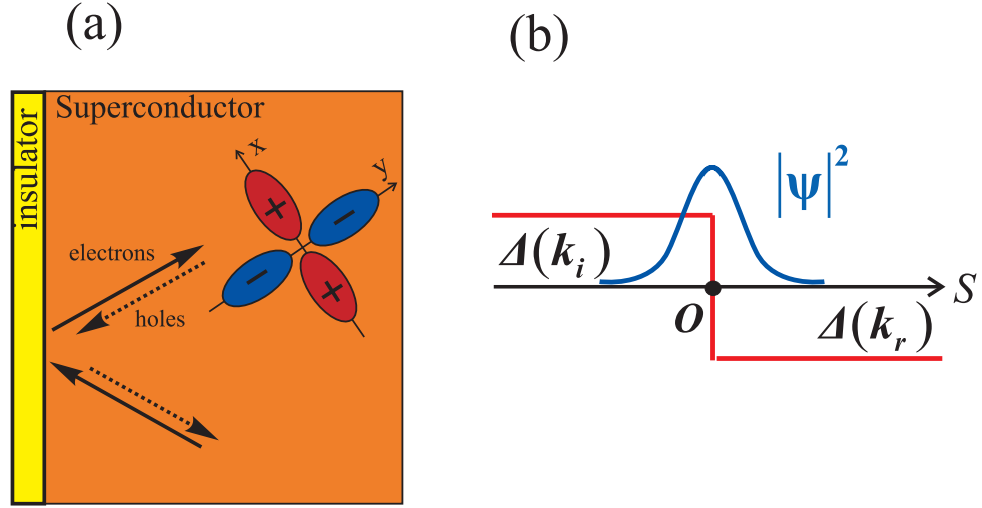 (a)
Superconductor
insulator
x
y
+
−
−
+
electrons
holes
(b)
|ψ|²
Δ(kᵢ)
S
O
Δ(kᵣ)